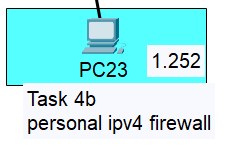 PC23
1.252
Task 4b
personal ipv4 firewall